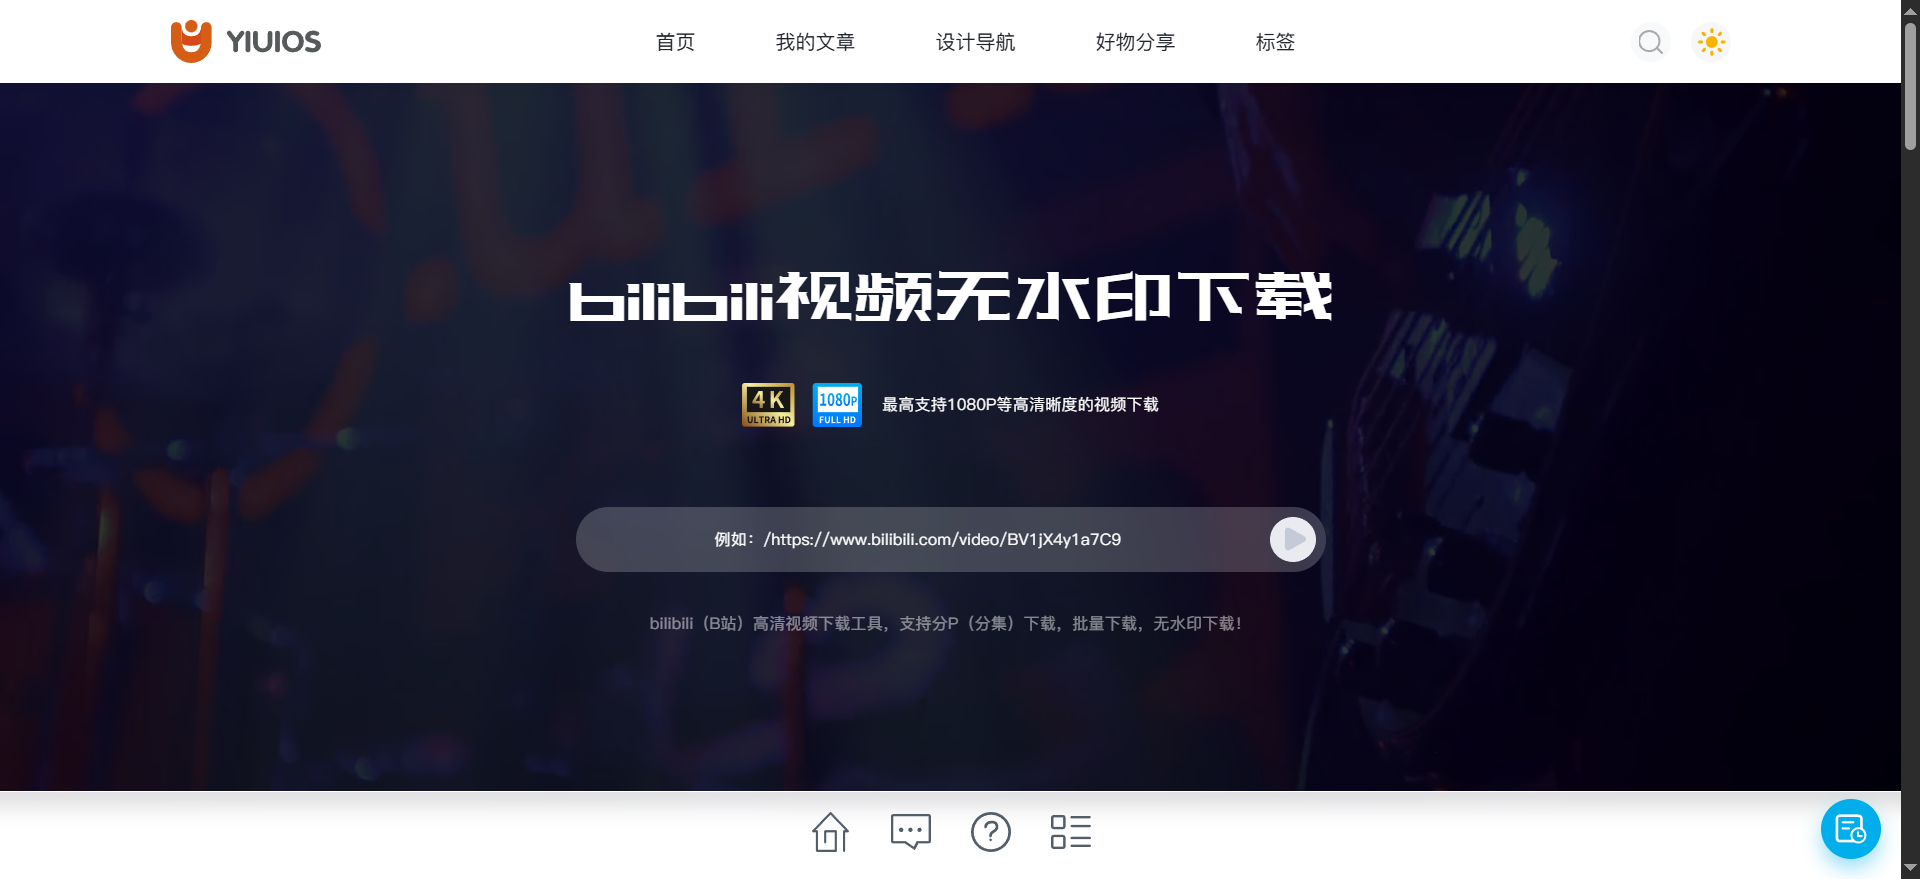 YIUIOS
首页 我的文章 设计导航 好物分享 标签
bilibili视频无水印下载
4K ULTRA HD 1080P FULL HD 最高支持1080P等高清晰度的视频下载
例如：/https://www.bilibili.com/video/BV1jX4y1a7C9
bilibili（B站）高清视频下载工具，支持分P（分集）下载，批量下载，无水印下载！